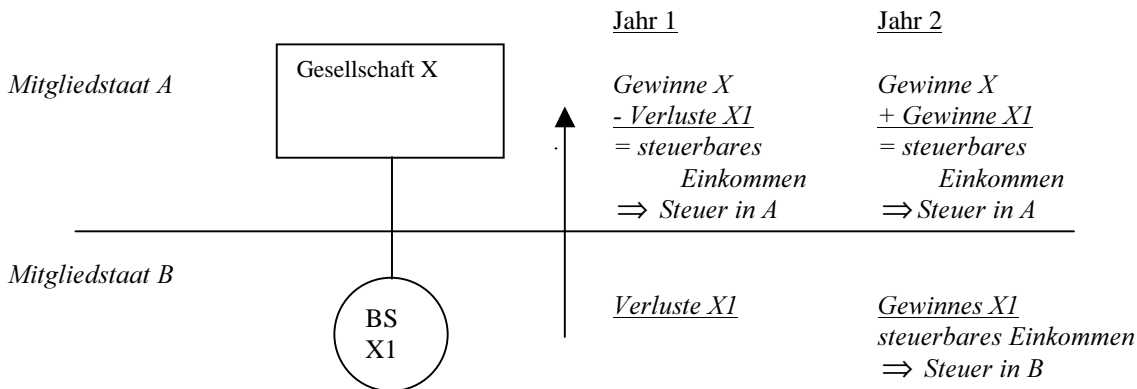 Jahr 1 Jahr 2
Mitgliedstaat A
Gesellschaft X
Gewinne X
- Verluste X1
= steuerbares
Einkommen
⇒ Steuer in A
Gewinne X
+ Gewinne X1
= steuerbares
Einkommen
⇒ Steuer in A
Mitgliedstaat B
BS
X1
Verluste X1
Gewinnes X1
steuerbares Einkommen
⇒ Steuer in B